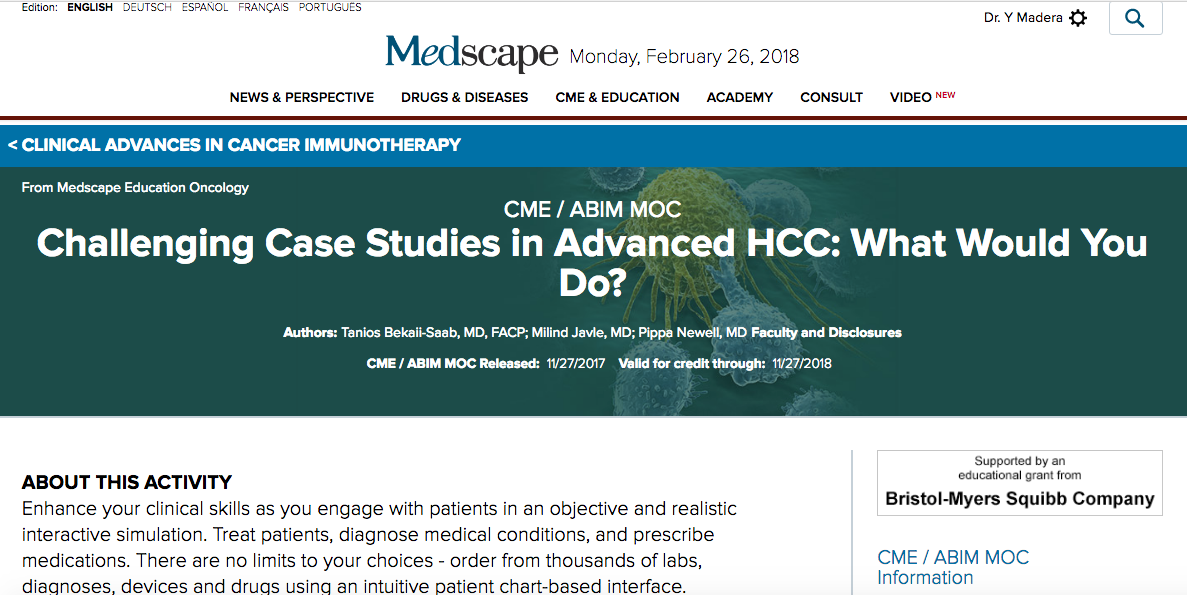 Edition: ENGLISH DEUTSCH ESPAÑOL FRANÇAIS PORTUGUÊS
Dr. Y Madera
Medscape Monday, February 26, 2018
NEWS & PERSPECTIVE DRUGS & DISEASES CME & EDUCATION ACADEMY CONSULT VIDEO NEW
< CLINICAL ADVANCES IN CANCER IMMUNOTHERAPY
From Medscape Education Oncology
CME / ABIM MOC
Challenging Case Studies in Advanced HCC: What Would You
Do?
Authors: Tanios Bekaii-Saab, MD, FACP; Milind Javle, MD; Pippa Newell, MD Faculty and Disclosures
CME / ABIM MOC Released: 11/27/2017 Valid for credit through: 11/27/2018
ABOUT THIS ACTIVITY
Enhance your clinical skills as you engage with patients in an objective and realistic
interactive simulation. Treat patients, diagnose medical conditions, and prescribe
medications. There are no limits to your choices - order from thousands of labs,
diagnoses, devices and drugs using an intuitive patient chart-based interface.
Supported by an
educational grant from
Bristol-Myers Squibb Company
CME / ABIM MOC
Information